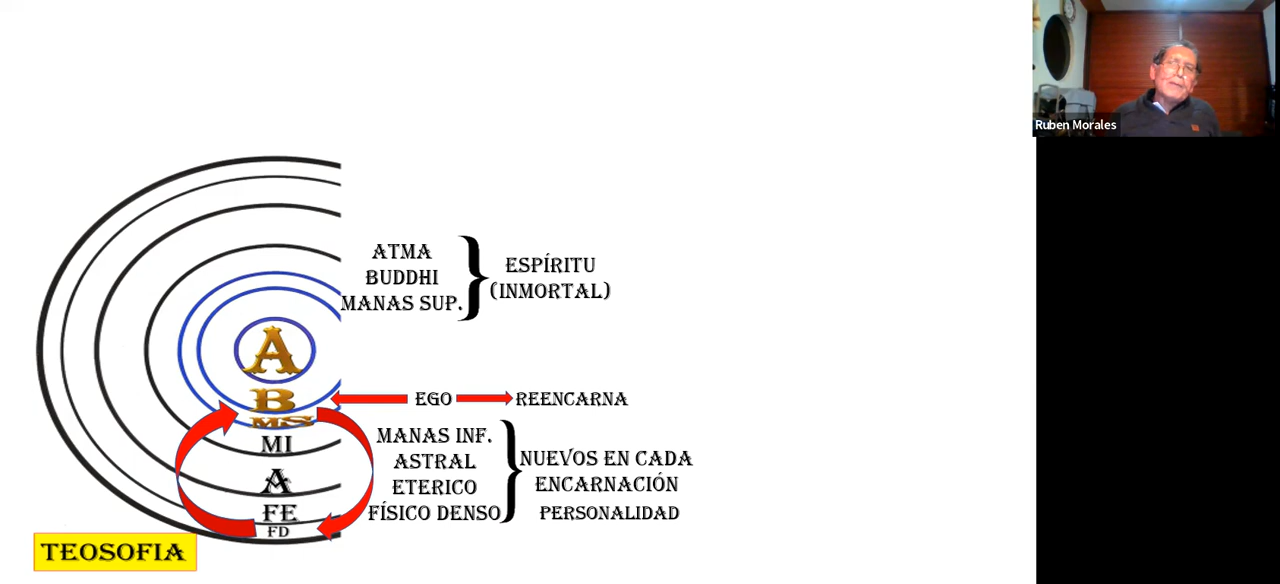 Ruben Morales
ATMA
BUDDHI
MANAS SUP.
ESPÍRITU
(INMORTAL)
A
B
MS
EGO
REENCARNA
MI
A
FE
FD
MANAS INF.
ASTRAL
ETERICO
FÍSICO DENSO
NUEVOS EN CADA
ENCARNACIÓN
PERSONALIDAD
TEOSOFIA